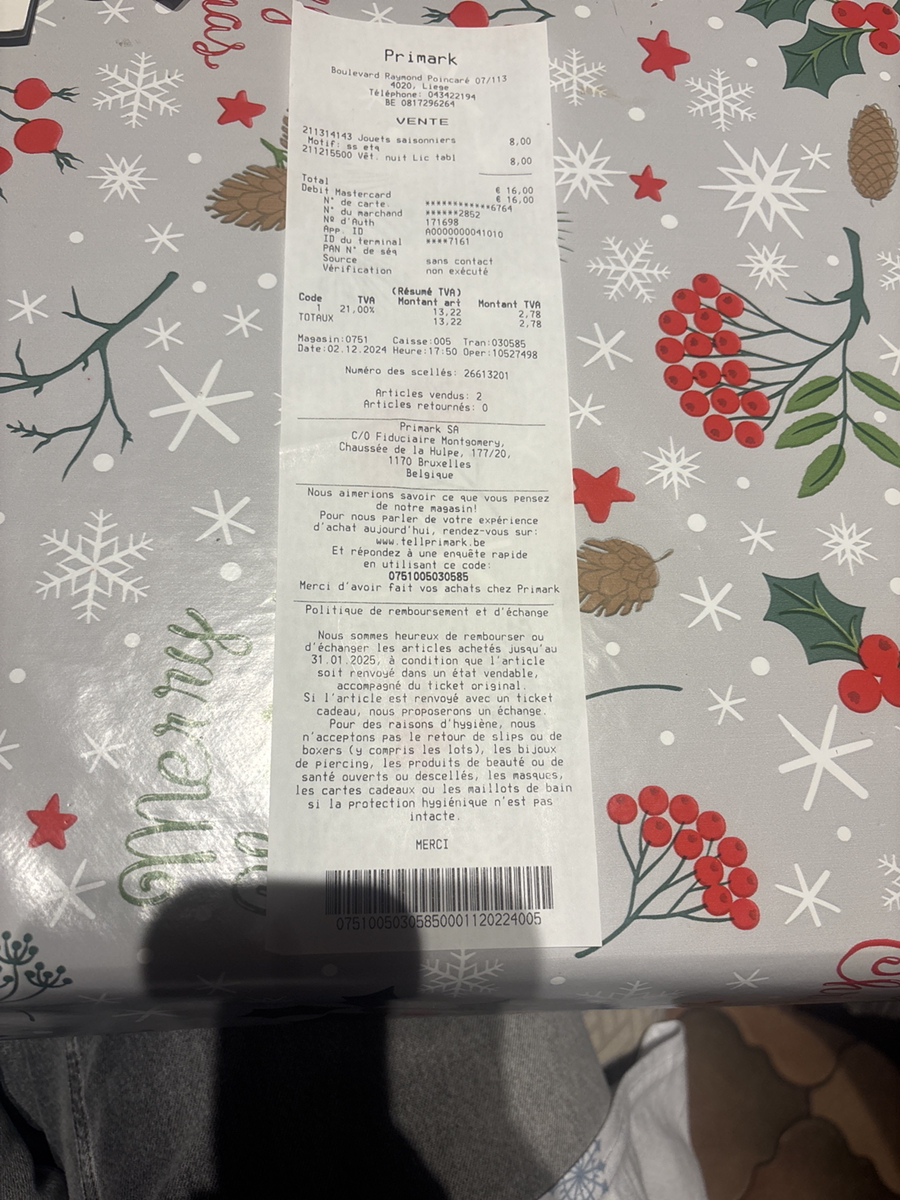 mas
Primark
Boulevard Raymond Poincaré 07/113
4020, Liege
Téléphone: 043422194
BE 0817296264
VENTE
211314143 Jouets saisonniers 8,00
Motif: ss etq
211215500 Vêt. nuit Lic tabl 8,00
Total € 16,00
Debit Mastercard € 16,00
N° de carte ************6764
N° du marchand ******2852
Nº d'Auth 171698
App. ID A0000000041010
ID du terminal ****7161
PAN N° de séq
Source sans contact
Vérification non exécuté
(Résumé TVA)
Code TVA Montant art Montant TVA
1 21,00% 13,22 2,78
TOTAUX 13,22 2,78
Magasin:0751 Caisse:005 Tran:030585
Date:02.12.2024 Heure:17:50 Oper:10527498
Numéro des scellés: 26613201
Articles vendus: 2
Articles retournés: 0
Primark SA
C/O Fiduciaire Montgomery,
Chaussée de la Hulpe, 177/20,
1170 Bruxelles
Belgique
Nous aimerions savoir ce que vous pensez
de notre magasin!
Pour nous parler de votre expérience
d'achat aujourd'hui, rendez-vous sur:
www.tellprimark.be
Et répondez à une enquête rapide
en utilisant ce code:
0751005030585
Merci d'avoir fait vos achats chez Primark
Politique de remboursement et d'échange
Nous sommes heureux de rembourser ou
d'échanger les articles achetés jusqu'au
31.01.2025, à condition que l'article
soit renvoyé dans un état vendable,
accompagné du ticket original.
Si l'article est renvoyé avec un ticket
cadeau, nous proposerons un échange.
Pour des raisons d'hygiène, nous
n'acceptons pas le retour de slips ou de
boxers (y compris les lots), les bijoux
de piercing, les produits de beauté ou de
santé ouverts ou descellés, les masques,
les cartes cadeaux ou les maillots de bain
si la protection hygiénique n'est pas
intacte.
MERCI
07510050305850001120224005
Merry